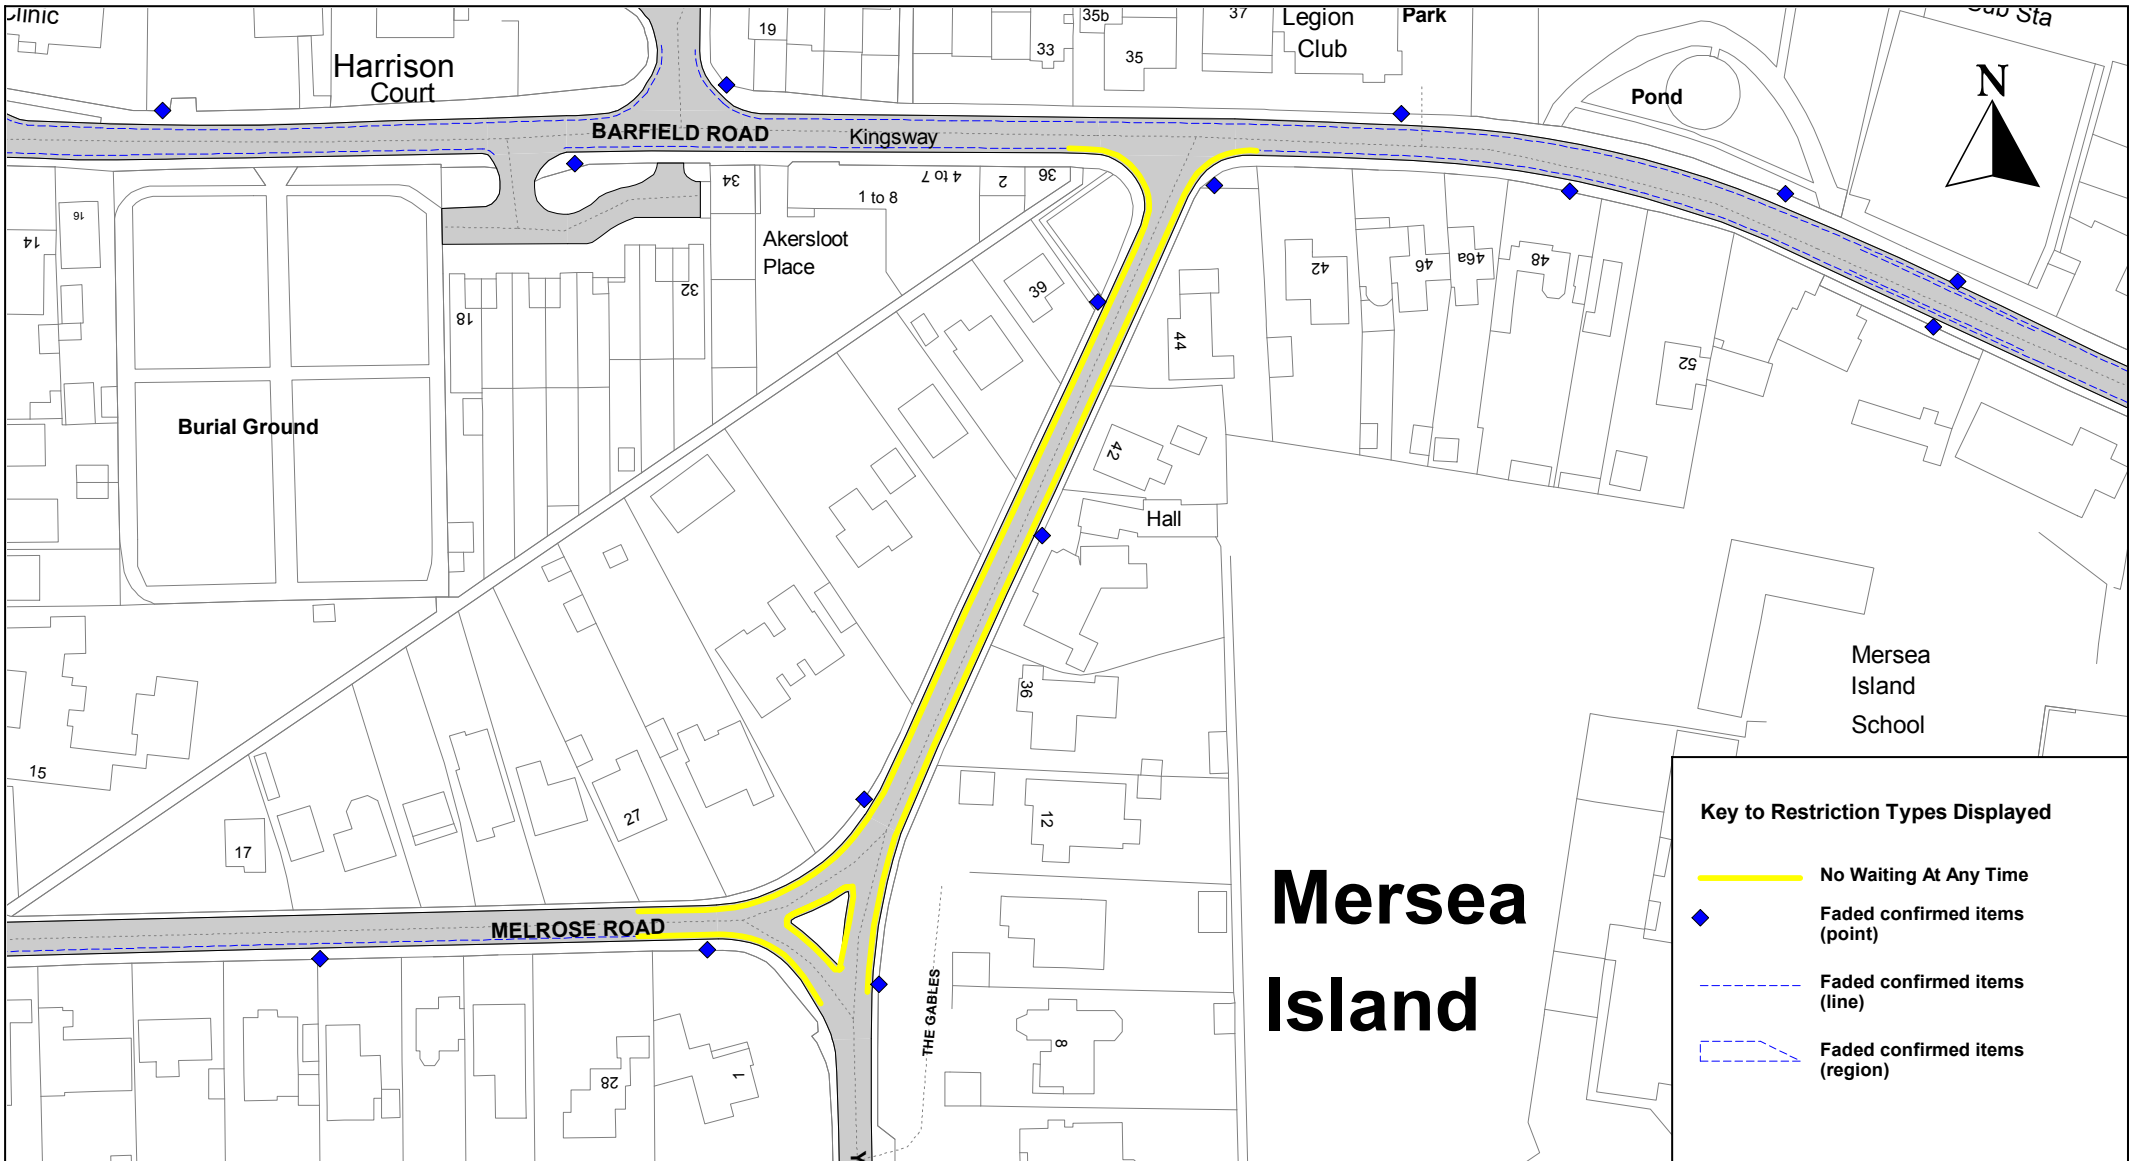 Clinic
19
35b
33
35
37
Legion
Club
Park
Sub Sta
Harrison
Court
N
Pond
BARFIELD ROAD
Kingsway
34
1 to 8
4 to 7
2
36
16
14
Akersloot
Place
39
32
18
44
42
46
46a
48
52
Burial Ground
42
Hall
36
Mersea
Island
School
15
27
17
12
Key to Restriction Types Displayed
No Waiting At Any Time
Faded confirmed items
(point)
Faded confirmed items
(line)
Faded confirmed items
(region)
Mersea
Island
MELROSE ROAD
THE GABLES
8
28
1
Y